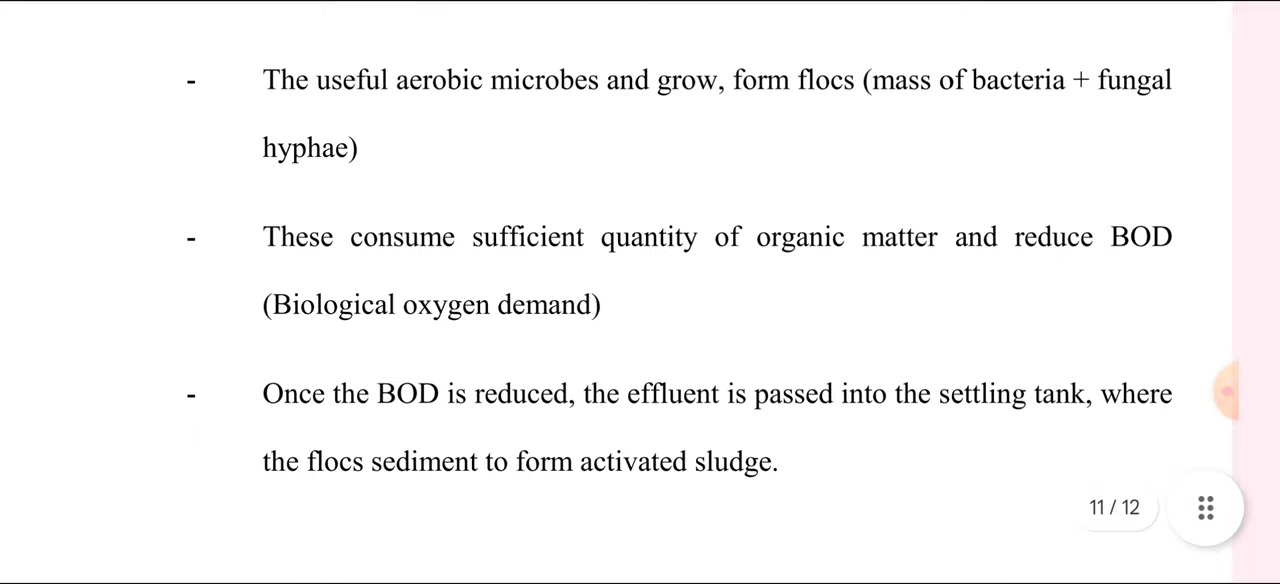 - The useful aerobic microbes and grow, form flocs (mass of bacteria + fungal
hyphae)
- These consume sufficient quantity of organic matter and reduce BOD
(Biological oxygen demand)
- Once the BOD is reduced, the effluent is passed into the settling tank, where
the flocs sediment to form activated sludge.
11 / 12